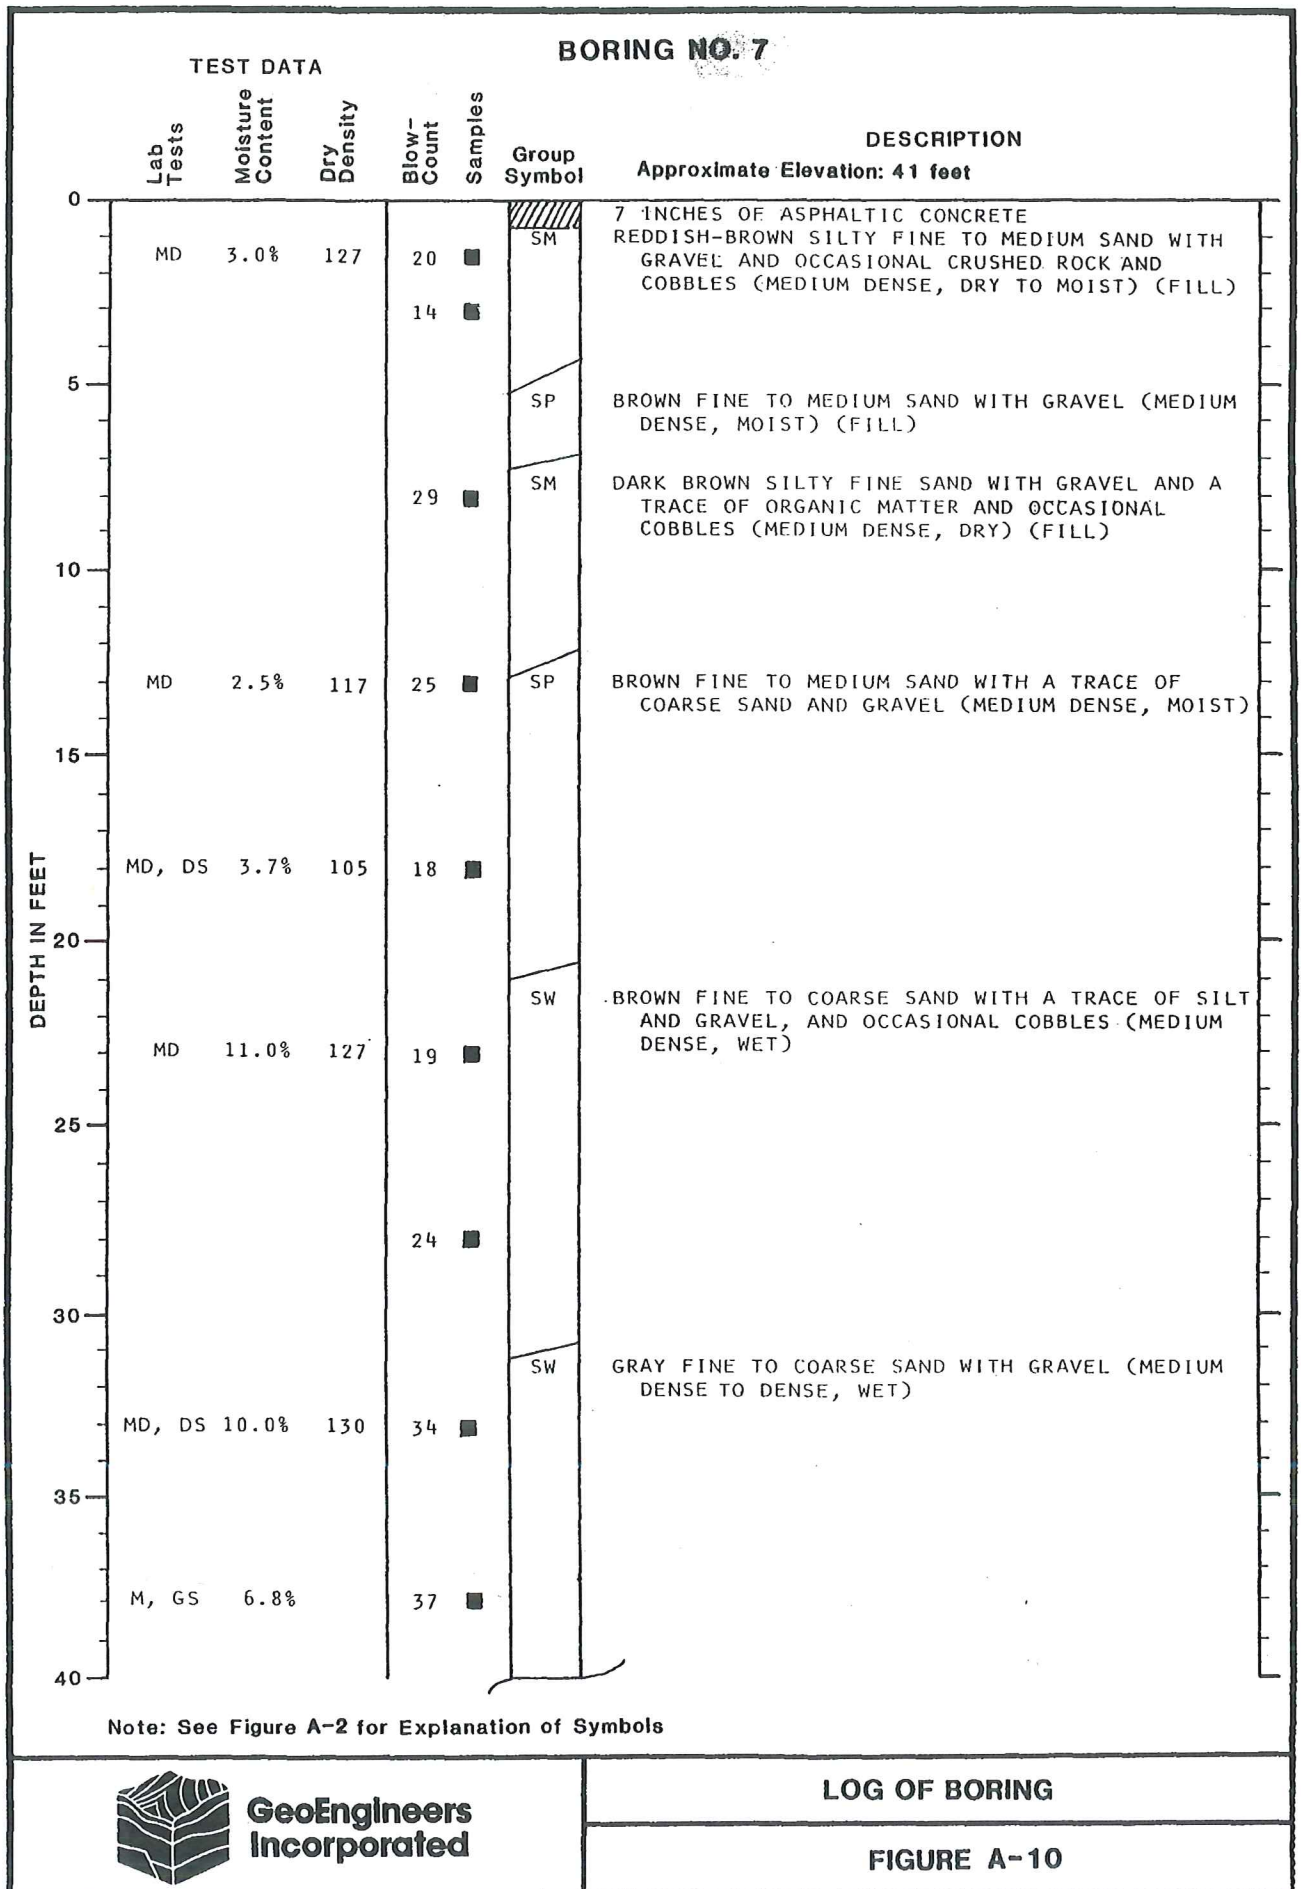 BORING NO. 7
TEST DATA
Lab Tests
Moisture Content
Dry Density
Blow-Count
Samples
Group Symbol
DESCRIPTION
Approximate Elevation: 41 feet
0
7 INCHES OF ASPHALTIC CONCRETE
SM
REDDISH-BROWN SILTY FINE TO MEDIUM SAND WITH
MD 3.0% 127 20
GRAVEL AND OCCASIONAL CRUSHED ROCK AND
COBBLES (MEDIUM DENSE, DRY TO MOIST) (FILL)
14
5
SP BROWN FINE TO MEDIUM SAND WITH GRAVEL (MEDIUM
DENSE, MOIST) (FILL)
SM DARK BROWN SILTY FINE SAND WITH GRAVEL AND A
29 TRACE OF ORGANIC MATTER AND OCCASIONAL
COBBLES (MEDIUM DENSE, DRY) (FILL)
10
MD 2.5% 117 25 SP BROWN FINE TO MEDIUM SAND WITH A TRACE OF
COARSE SAND AND GRAVEL (MEDIUM DENSE, MOIST)
15
MD, DS 3.7% 105 18
DEPTH IN FEET
20
SW BROWN FINE TO COARSE SAND WITH A TRACE OF SILT
AND GRAVEL, AND OCCASIONAL COBBLES (MEDIUM
DENSE, WET)
MD 11.0% 127 19
25
24
30
SW GRAY FINE TO COARSE SAND WITH GRAVEL (MEDIUM
DENSE TO DENSE, WET)
MD, DS 10.0% 130 34
35
M, GS 6.8% 37
40
Note: See Figure A-2 for Explanation of Symbols
GeoEngineers
Incorporated
LOG OF BORING
FIGURE A-10